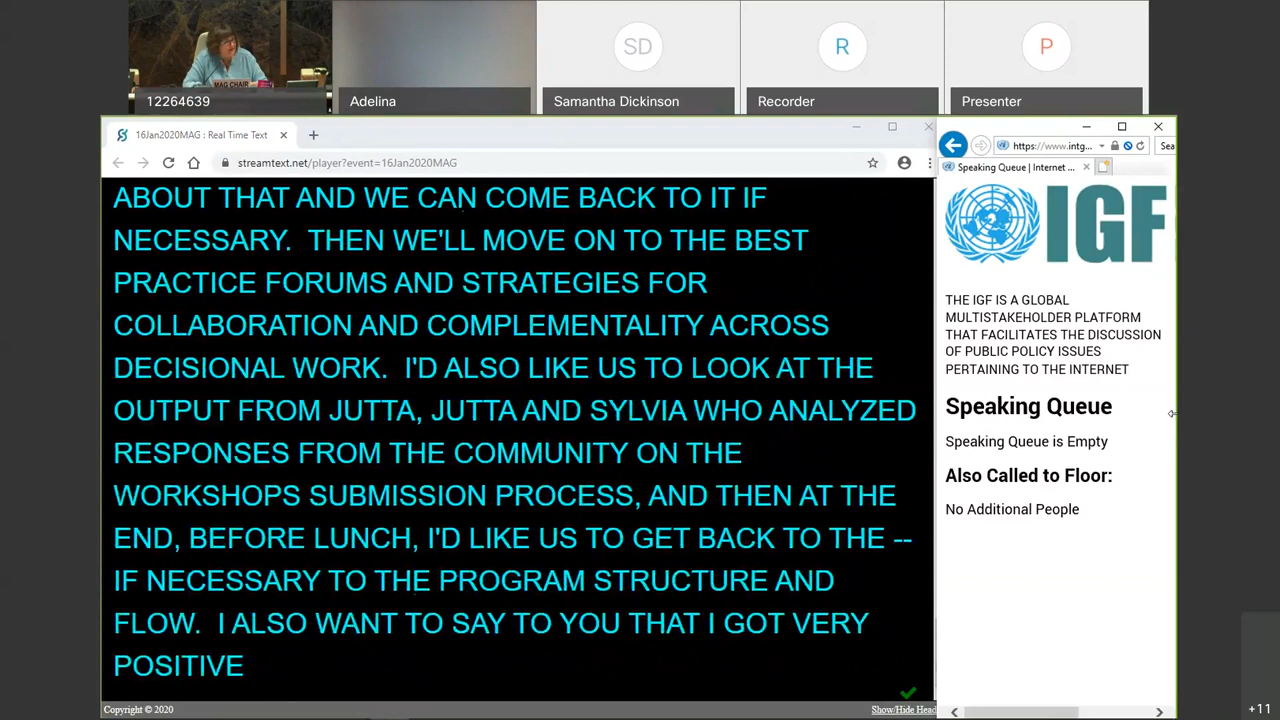 SD
R
P
MAG CHAIR
12264639
Adelina
Samantha Dickinson
Recorder
Presenter
16Jan2020MAG : Real Time Text
streamtext.net/player?event=16Jan2020MAG
ABOUT THAT AND WE CAN COME BACK TO IT IF
NECESSARY.  THEN WE'LL MOVE ON TO THE BEST
PRACTICE FORUMS AND STRATEGIES FOR
COLLABORATION AND COMPLEMENTALITY ACROSS
DECISIONAL WORK.  I'D ALSO LIKE US TO LOOK AT THE
OUTPUT FROM JUTTA, JUTTA AND SYLVIA WHO ANALYZED
RESPONSES FROM THE COMMUNITY ON THE
WORKSHOPS SUBMISSION PROCESS, AND THEN AT THE
END, BEFORE LUNCH, I'D LIKE US TO GET BACK TO THE --
IF NECESSARY TO THE PROGRAM STRUCTURE AND
FLOW.  I ALSO WANT TO SAY TO YOU THAT I GOT VERY
POSITIVE
Copyright © 2020
Show/Hide Head
https://www.intg...
Sea
Speaking Queue | Internet ...
IGF
THE IGF IS A GLOBAL
MULTISTAKEHOLDER PLATFORM
THAT FACILITATES THE DISCUSSION
OF PUBLIC POLICY ISSUES
PERTAINING TO THE INTERNET
Speaking Queue
Speaking Queue is Empty
Also Called to Floor:
No Additional People
+11